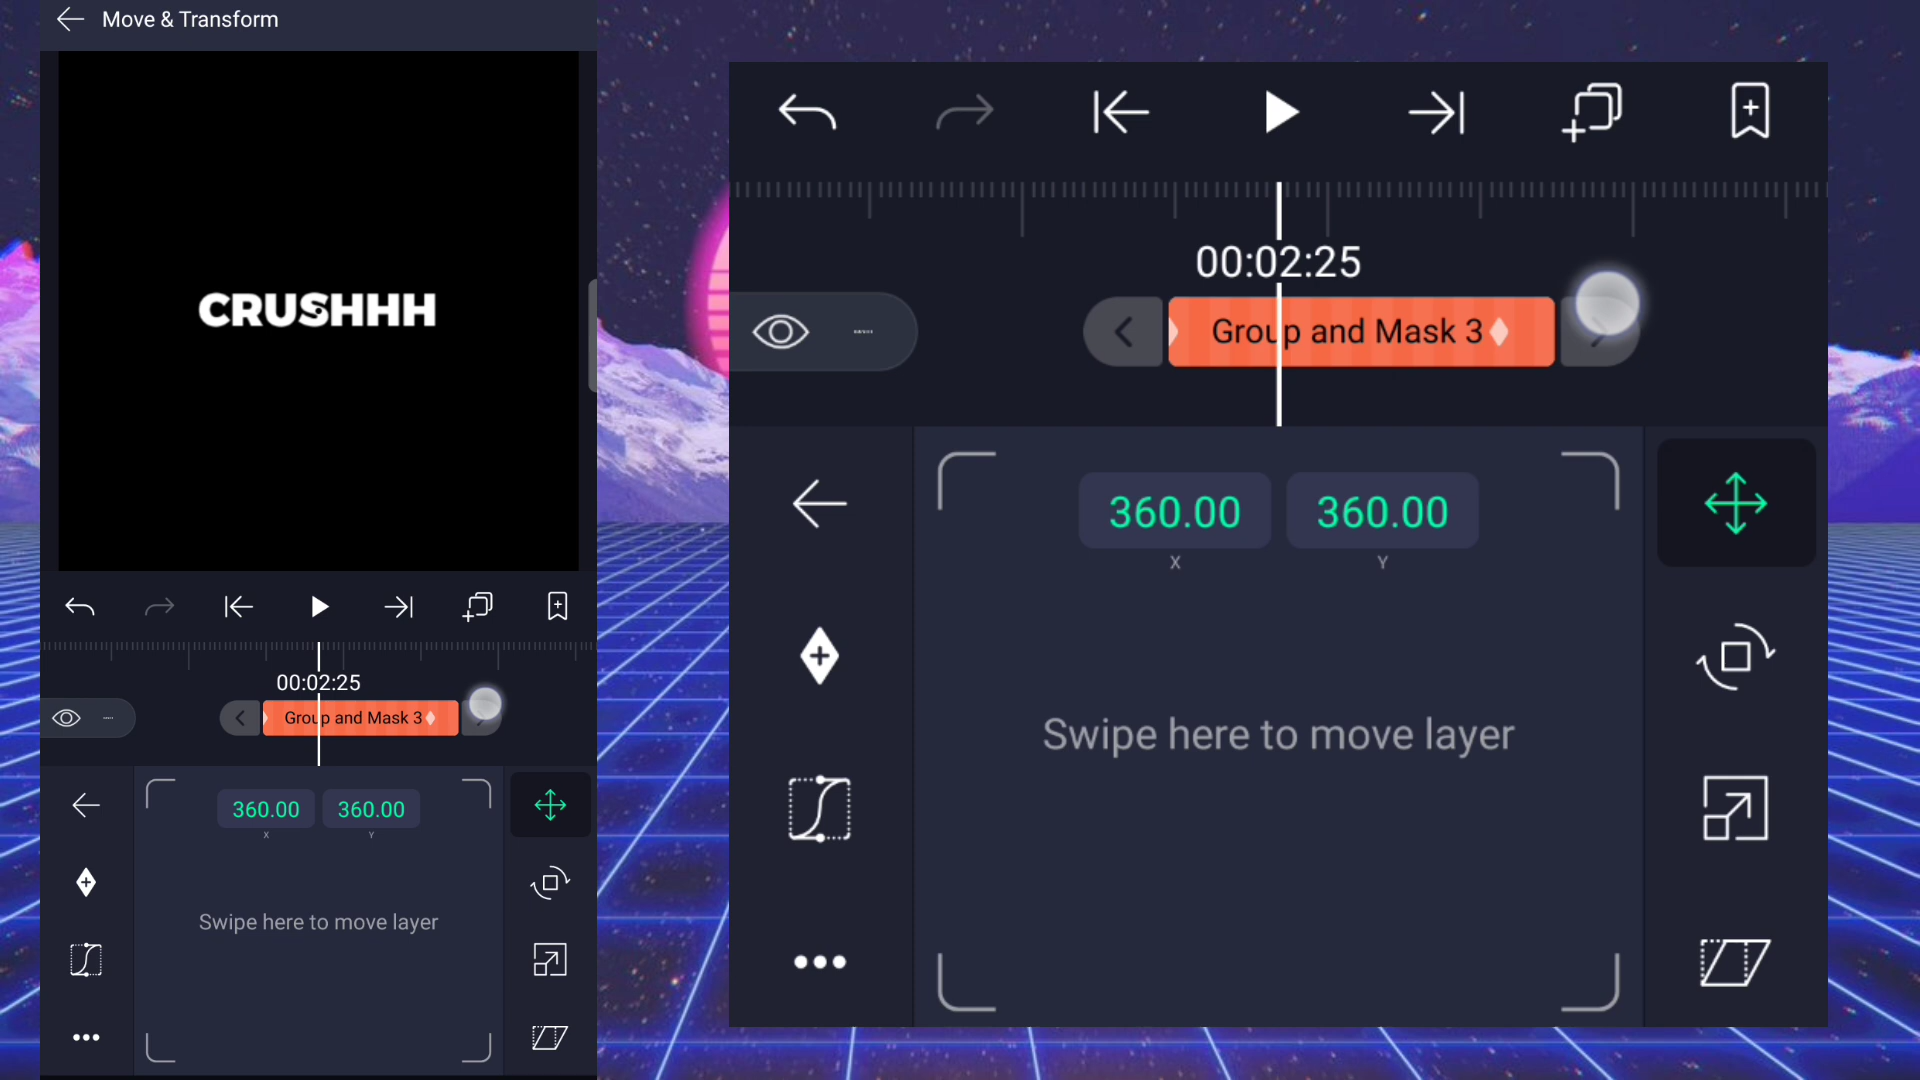 Move & Transform
CRUSHHH
00:02:25
Group and Mask 3
360.00 360.00
X Y
Swipe here to move layer
00:02:25
Group and Mask 3
360.00 360.00
X Y
Swipe here to move layer